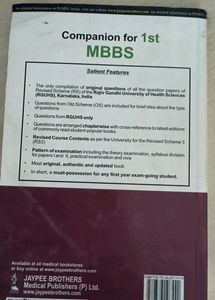 Companion for 1st
MBBS
Salient Features
• The only compilation of original questions of all the question papers of
Revised Scheme (RS) of the Rajiv Gandhi University of Health Sciences
(RGUHS), Karnataka, India
• Questions from Old Scheme (OS) are included for brief idea about the type
of questions
• Questions from RGUHS only
• Questions are arranged chapterwise with cross-reference to latest editions
of commonly read student-popular books
• Revised Course Contents as per the University for the Revised Scheme 3
(RS3)
• Pattern of examination including the theory examination, syllabus division
for papers I and II, practical examination and viva
• Most original, authentic and updated book
• In short, a must-possession for any first year exam-going student.
Available at all medical bookstores
or buy online at www.jaypeebrothers.com
JAYPEE BROTHERS
Medical Publishers (P) Ltd.
www.jaypeebrothers.com